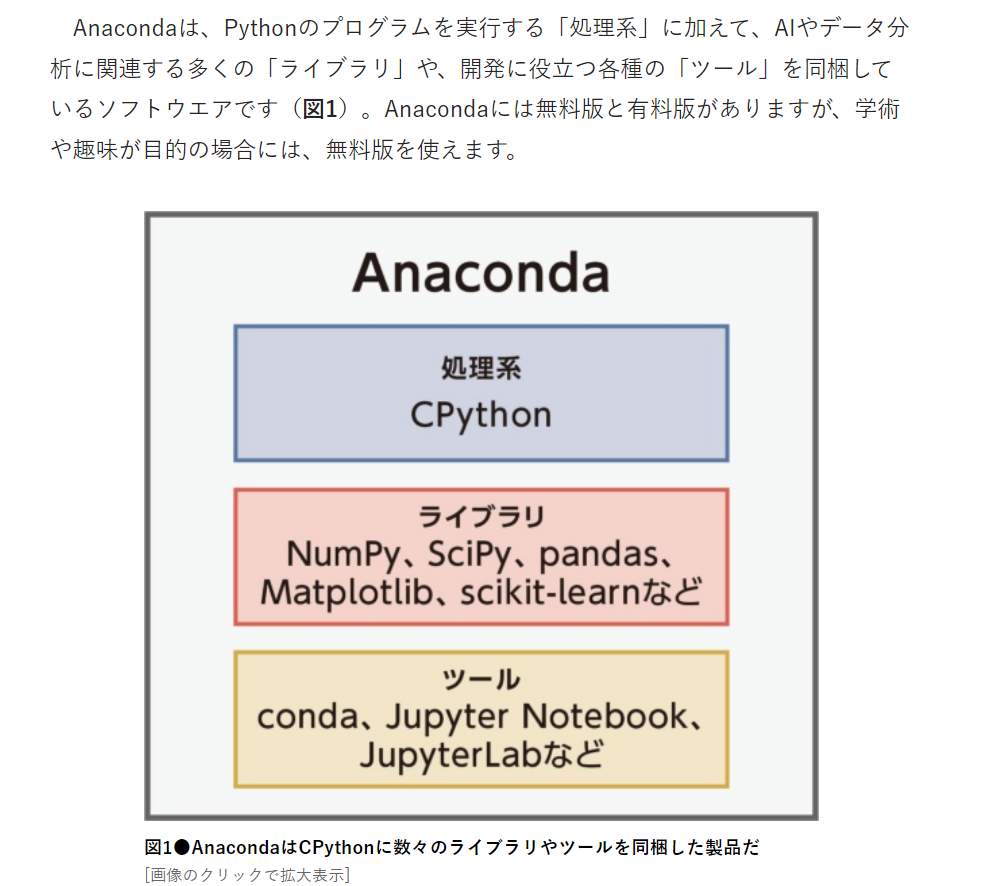 Anacondaは、Pythonのプログラムを実行する「処理系」に加えて、AIやデータ分
析に関連する多くの「ライブラリ」や、開発に役立つ各種の「ツール」を同梱して
いるソフトウエアです（図1）。Anacondaには無料版と有料版がありますが、学術
や趣味が目的の場合には、無料版を使えます。
Anaconda
処理系
CPython
ライブラリ
NumPy、SciPy、pandas、
Matplotlib、scikit-learnなど
ツール
conda、Jupyter Notebook、
JupyterLabなど
図1●AnacondaはCPythonに数々のライブラリやツールを同梱した製品だ
[画像のクリックで拡大表示]